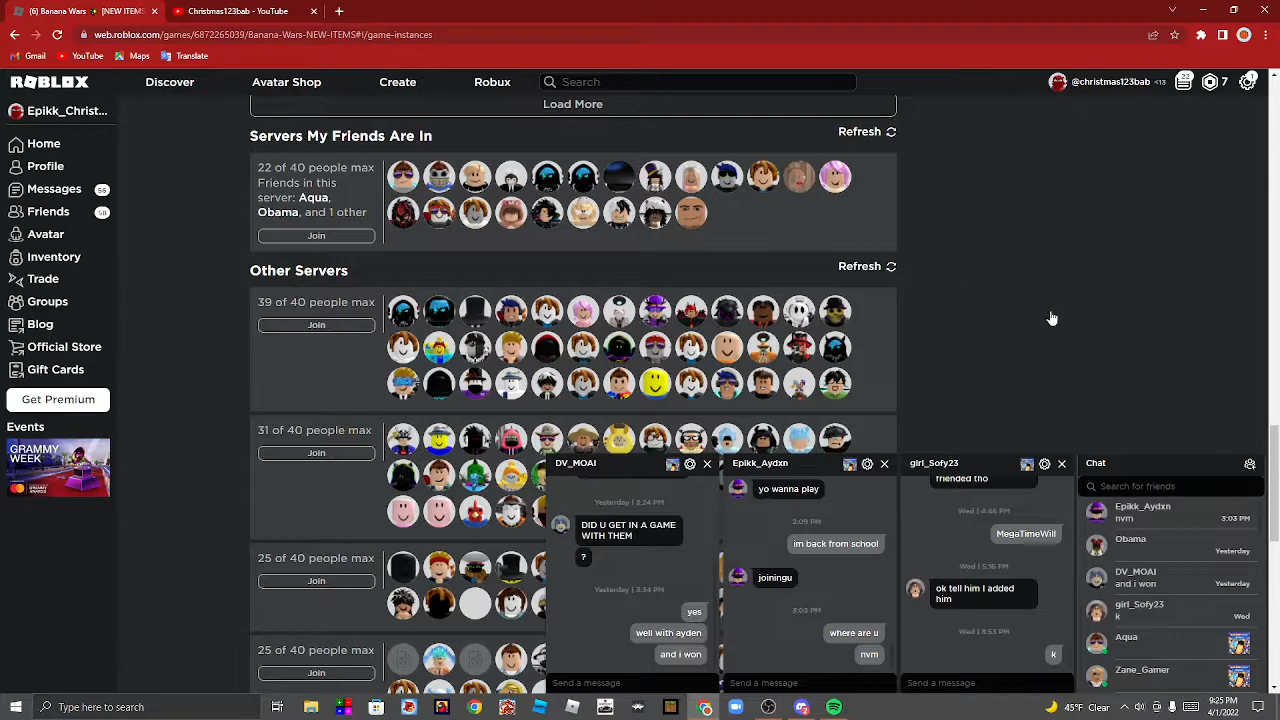 (6) Banana Wars 🍌 [NEW ITEMS
Christmas123bab - YouTube
web.roblox.com/games/6872265039/Banana-Wars-NEW-ITEMS#!/game-instances
Gmail
YouTube
Maps
Translate
ROBLOX
Discover
Avatar Shop
Create
Robux
Search
@christmas123bab <13
22
7
1
Epikk_Christ...
Home
Profile
Messages 55
Friends 58
Avatar
Inventory
Trade
Groups
Blog
Official Store
Gift Cards
Get Premium
Events
GRAMMY
WEEK
Load More
Servers My Friends Are In
Refresh
22 of 40 people max
Friends in this
server: Aqua,
Obama, and 1 other
Join
Other Servers
Refresh
39 of 40 people max
Join
31 of 40 people max
Join
25 of 40 people max
Join
25 of 40 people max
Join
DV_MOAI
Yesterday | 3:24 PM
DID U GET IN A GAME
WITH THEM
?
Yesterday | 3:34 PM
yes
well with ayden
and i won
Send a message
Epikk_Aydxn
yo wanna play
2:09 PM
im back from school
joiningu
3:03 PM
where are u
nvm
Send a message
girl_Sofy23
friended tho
Wed | 4:46 PM
MegaTimeWill
Wed | 5:16 PM
ok tell him I added
him
Wed | 8:53 PM
k
Send a message
Chat
Search for friends
Epikk_Aydxn
nvm
3:03 PM
Obama
Yesterday
DV_MOAI
and i won
Yesterday
girl_Sofy23
k
Wed
Aqua
Zane_Gamer
Type here to search
45°F
9:25 PM
4/1/2022